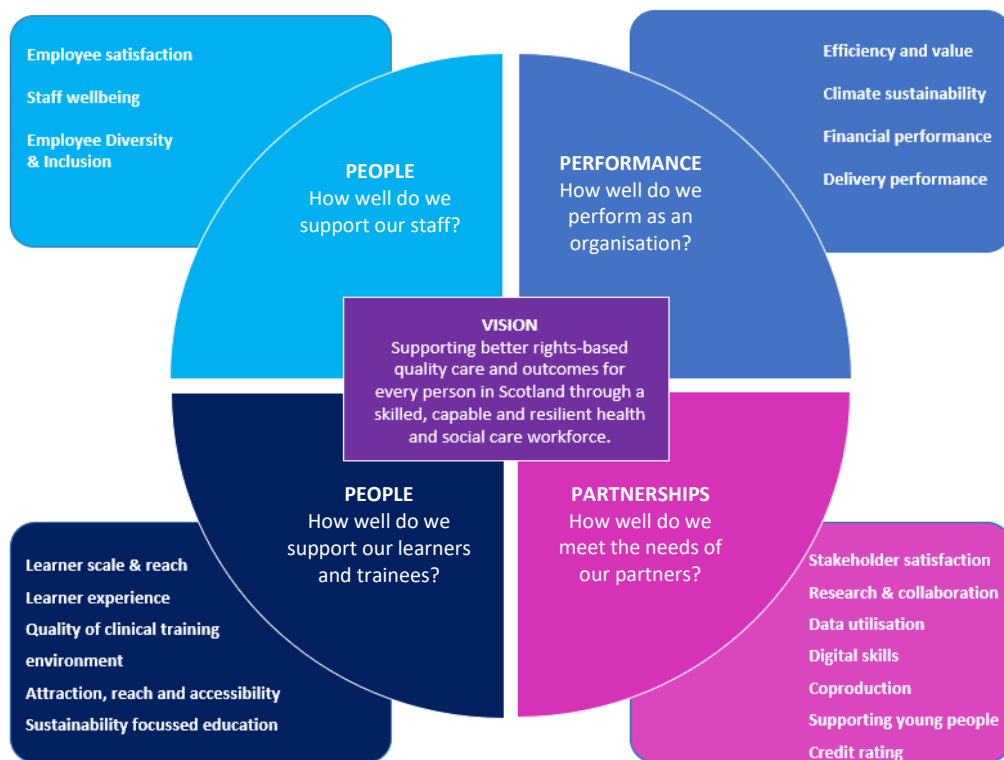 Employee satisfaction
Staff wellbeing
Employee Diversity
& Inclusion
PEOPLE
How well do we
support our staff?
Efficiency and value
Climate sustainability
Financial performance
Delivery performance
PERFORMANCE
How well do we
perform as an
organisation?
VISION
Supporting better rights-based
quality care and outcomes for
every person in Scotland through a
skilled, capable and resilient health
and social care workforce.
PEOPLE
How well do we
support our learners
and trainees?
Learner scale & reach
Learner experience
Quality of clinical training
environment
Attraction, reach and accessibility
Sustainability focussed education
PARTNERSHIPS
How well do we
meet the needs of
our partners?
Stakeholder satisfaction
Research & collaboration
Data utilisation
Digital skills
Coproduction
Supporting young people
Credit rating